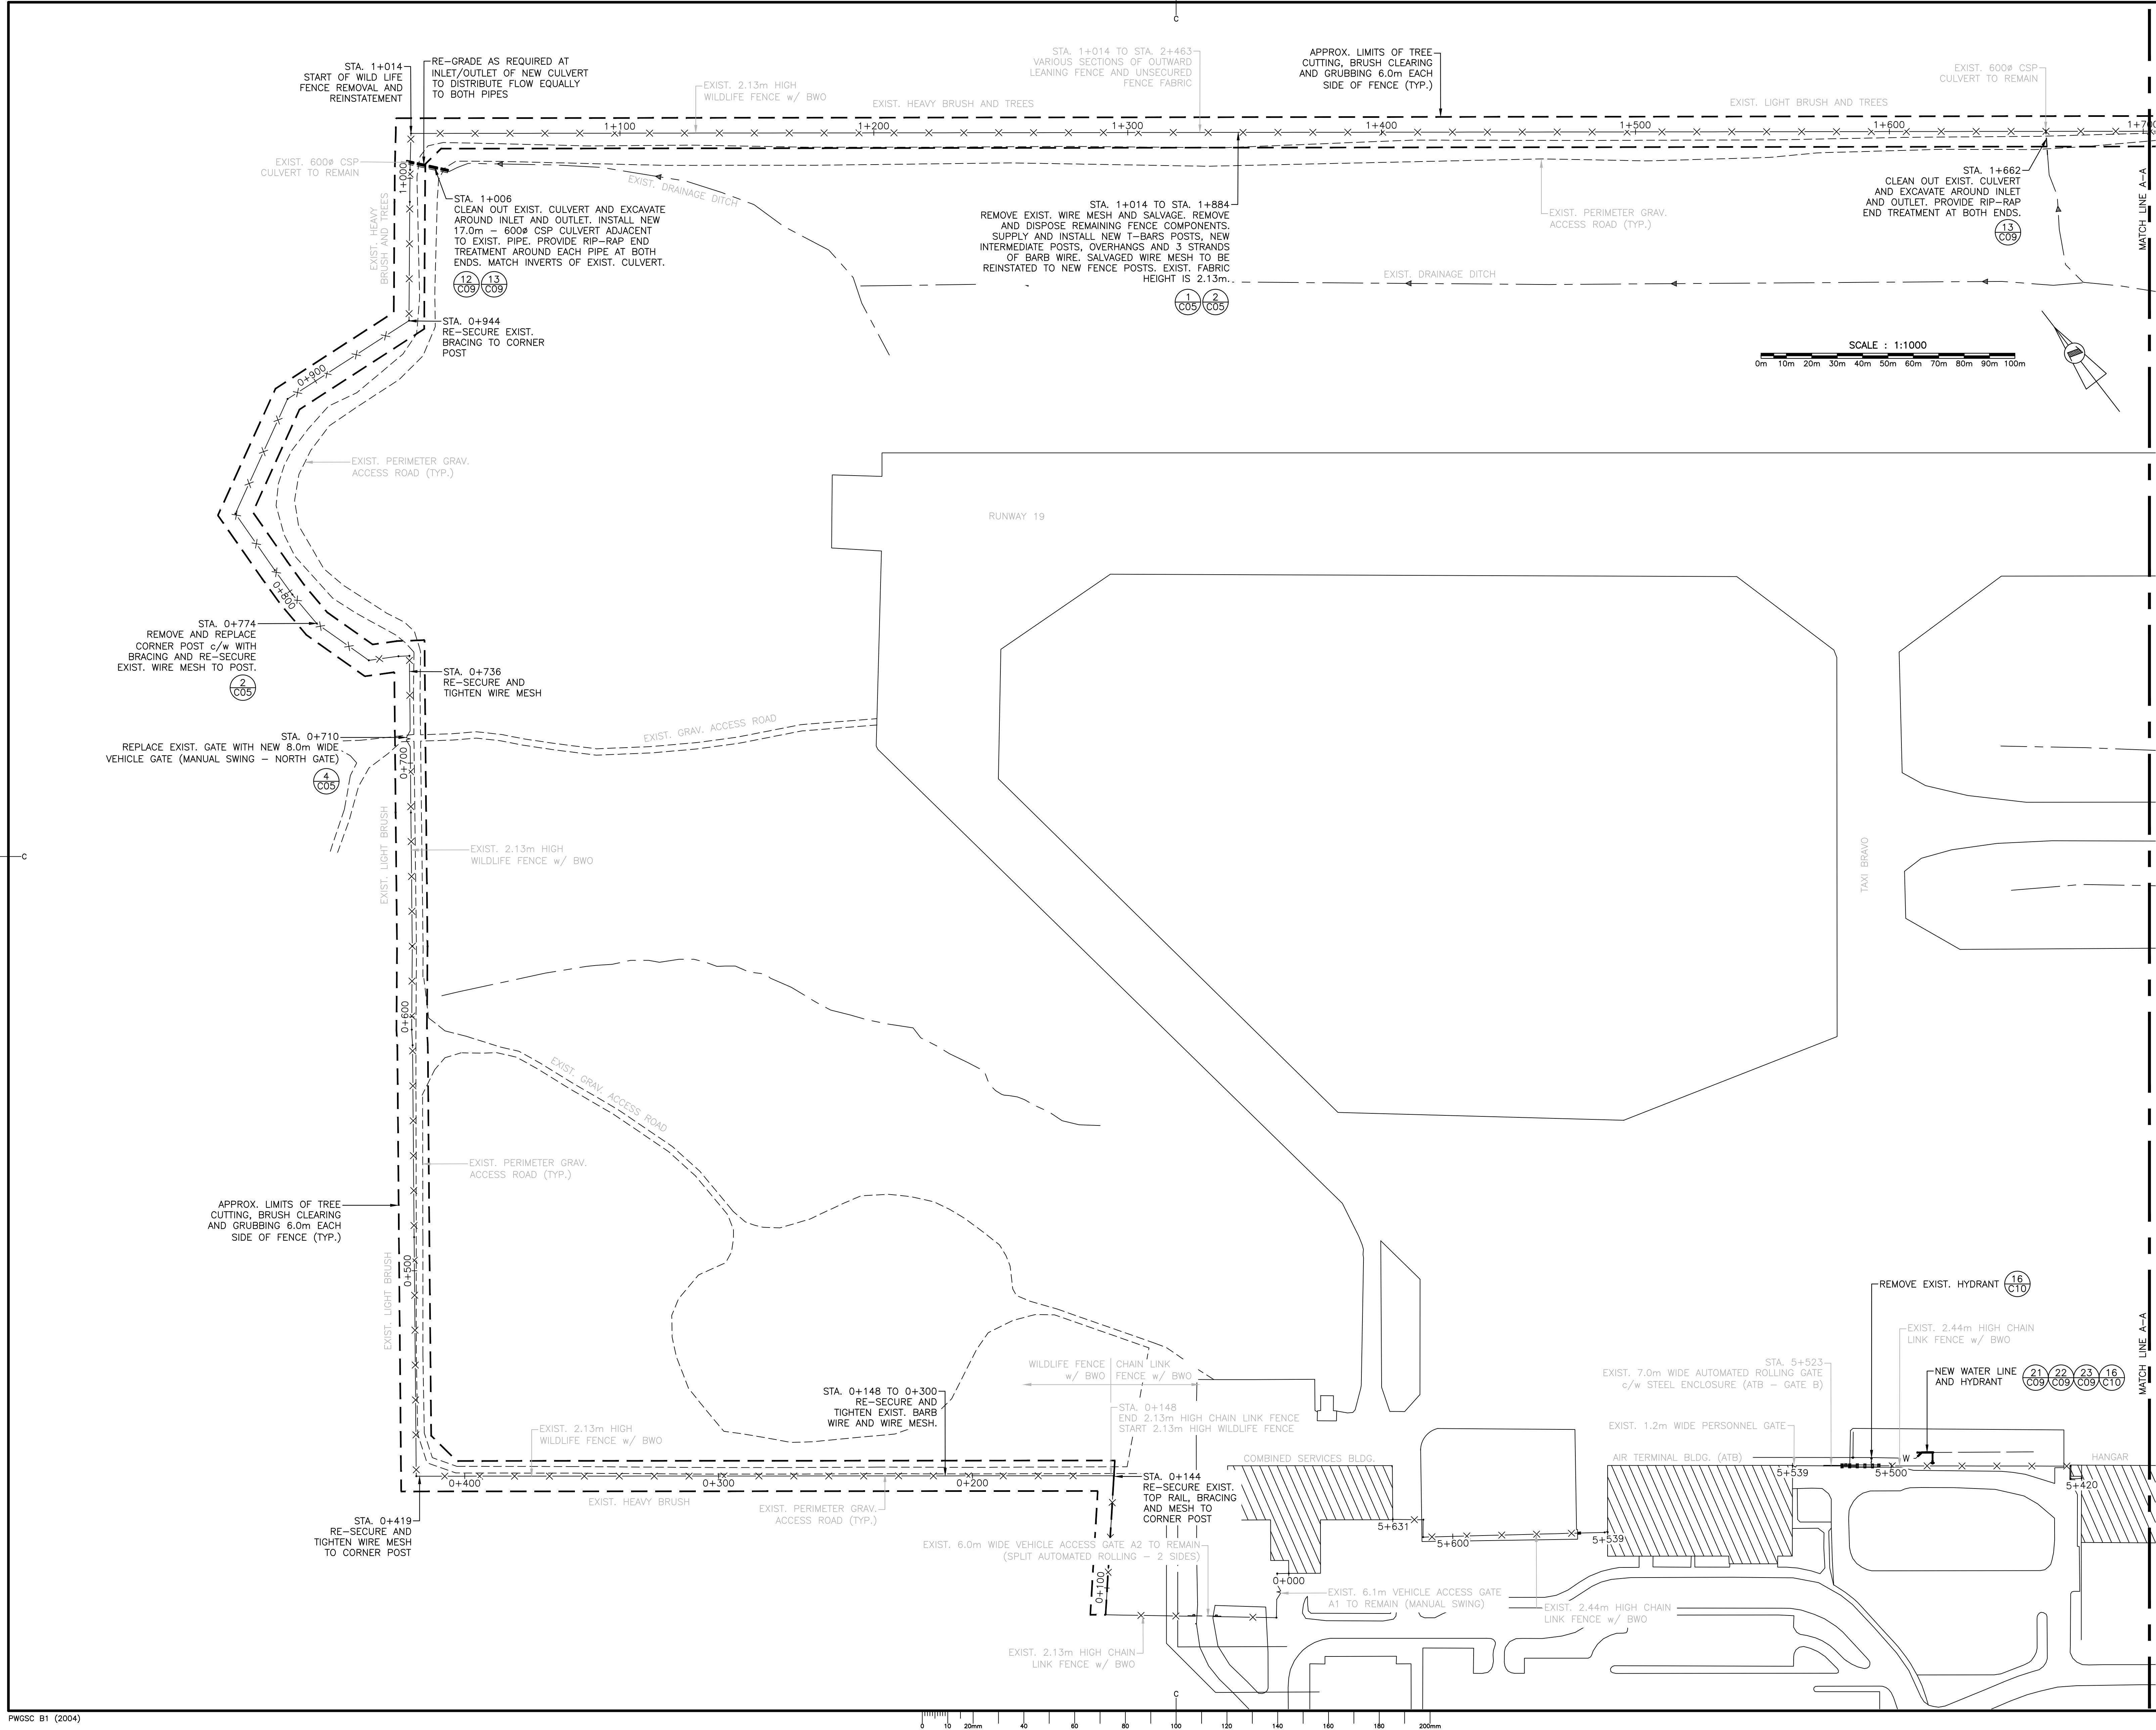 C
STA. 1+014
START OF WILD LIFE
FENCE REMOVAL AND
REINSTATEMENT
RE-GRADE AS REQUIRED AT
INLET/OUTLET OF NEW CULVERT
TO DISTRIBUTE FLOW EQUALLY
TO BOTH PIPES
EXIST. 2.13m HIGH
WILDLIFE FENCE w/ BWO
EXIST. HEAVY BRUSH AND TREES
STA. 1+014 TO STA. 2+463
VARIOUS SECTIONS OF OUTWARD
LEANING FENCE AND UNSECURED
FENCE FABRIC
APPROX. LIMITS OF TREE
CUTTING, BRUSH CLEARING
AND GRUBBING 6.0m EACH
SIDE OF FENCE (TYP.)
EXIST. LIGHT BRUSH AND TREES
EXIST. 600ø CSP
CULVERT TO REMAIN
1+100
1+200
1+300
1+400
1+500
1+600
1+700
EXIST. 600ø CSP
CULVERT TO REMAIN
1+000
EXIST. HEAVY
BRUSH AND TREES
STA. 1+006
CLEAN OUT EXIST. CULVERT AND EXCAVATE
AROUND INLET AND OUTLET. INSTALL NEW
17.0m – 600ø CSP CULVERT ADJACENT
TO EXIST. PIPE. PROVIDE RIP-RAP END
TREATMENT AROUND EACH PIPE AT BOTH
ENDS. MATCH INVERTS OF EXIST. CULVERT.
12
C09
13
C09
EXIST. DRAINAGE DITCH
STA. 1+014 TO STA. 1+884
REMOVE EXIST. WIRE MESH AND SALVAGE. REMOVE
AND DISPOSE REMAINING FENCE COMPONENTS.
SUPPLY AND INSTALL NEW T-BARS POSTS, NEW
INTERMEDIATE POSTS, OVERHANGS AND 3 STRANDS
OF BARB WIRE. SALVAGED WIRE MESH TO BE
REINSTATED TO NEW FENCE POSTS. EXIST. FABRIC
HEIGHT IS 2.13m.
1
C05
2
C05
EXIST. PERIMETER GRAV.
ACCESS ROAD (TYP.)
EXIST. DRAINAGE DITCH
STA. 1+662
CLEAN OUT EXIST. CULVERT
AND EXCAVATE AROUND INLET
AND OUTLET. PROVIDE RIP-RAP
END TREATMENT AT BOTH ENDS.
13
C09
MATCH LINE A-A
STA. 0+944
RE-SECURE EXIST.
BRACING TO CORNER
POST
SCALE : 1:1000
0m 10m 20m 30m 40m 50m 60m 70m 80m 90m 100m
0+900
EXIST. PERIMETER GRAV.
ACCESS ROAD (TYP.)
RUNWAY 19
0+800
STA. 0+774
REMOVE AND REPLACE
CORNER POST c/w WITH
BRACING AND RE-SECURE
EXIST. WIRE MESH TO POST.
2
C05
STA. 0+736
RE-SECURE AND
TIGHTEN WIRE MESH
STA. 0+710
REPLACE EXIST. GATE WITH NEW 8.0m WIDE
VEHICLE GATE (MANUAL SWING – NORTH GATE)
4
C05
0+700
EXIST. GRAV. ACCESS ROAD
EXIST. LIGHT BRUSH
EXIST. 2.13m HIGH
WILDLIFE FENCE w/ BWO
C
TAXI BRAVO
0+600
EXIST. GRAV. ACCESS ROAD
EXIST. PERIMETER GRAV.
ACCESS ROAD (TYP.)
APPROX. LIMITS OF TREE
CUTTING, BRUSH CLEARING
AND GRUBBING 6.0m EACH
SIDE OF FENCE (TYP.)
0+500
EXIST. LIGHT BRUSH
REMOVE EXIST. HYDRANT
16
C10
EXIST. 2.44m HIGH CHAIN
LINK FENCE w/ BWO
MATCH LINE A-A
NEW WATER LINE
AND HYDRANT
21
C09
22
C09
23
C09
16
C10
STA. 5+523
EXIST. 7.0m WIDE AUTOMATED ROLLING GATE
c/w STEEL ENCLOSURE (ATB – GATE B)
EXIST. 1.2m WIDE PERSONNEL GATE
WILDLIFE FENCE
w/ BWO
CHAIN LINK
FENCE w/ BWO
STA. 0+148 TO 0+300
RE-SECURE AND
TIGHTEN EXIST. BARB
WIRE AND WIRE MESH.
STA. 0+148
END 2.13m HIGH CHAIN LINK FENCE
START 2.13m HIGH WILDLIFE FENCE
EXIST. 2.13m HIGH
WILDLIFE FENCE w/ BWO
COMBINED SERVICES BLDG.
AIR TERMINAL BLDG. (ATB)
W
HANGAR
5+539
5+500
5+420
0+400
0+300
0+200
EXIST. HEAVY BRUSH
EXIST. PERIMETER GRAV.
ACCESS ROAD (TYP.)
STA. 0+144
RE-SECURE EXIST.
TOP RAIL, BRACING
AND MESH TO
CORNER POST
STA. 0+419
RE-SECURE AND
TIGHTEN WIRE MESH
TO CORNER POST
5+631
5+600
5+539
EXIST. 6.0m WIDE VEHICLE ACCESS GATE A2 TO REMAIN
(SPLIT AUTOMATED ROLLING – 2 SIDES)
0+100
0+000
EXIST. 6.1m VEHICLE ACCESS GATE
A1 TO REMAIN (MANUAL SWING)
EXIST. 2.44m HIGH CHAIN
LINK FENCE w/ BWO
EXIST. 2.13m HIGH CHAIN
LINK FENCE w/ BWO
C
PWGSC B1 (2004)
0 10 20mm 40 60 80 100 120 140 160 180 200mm